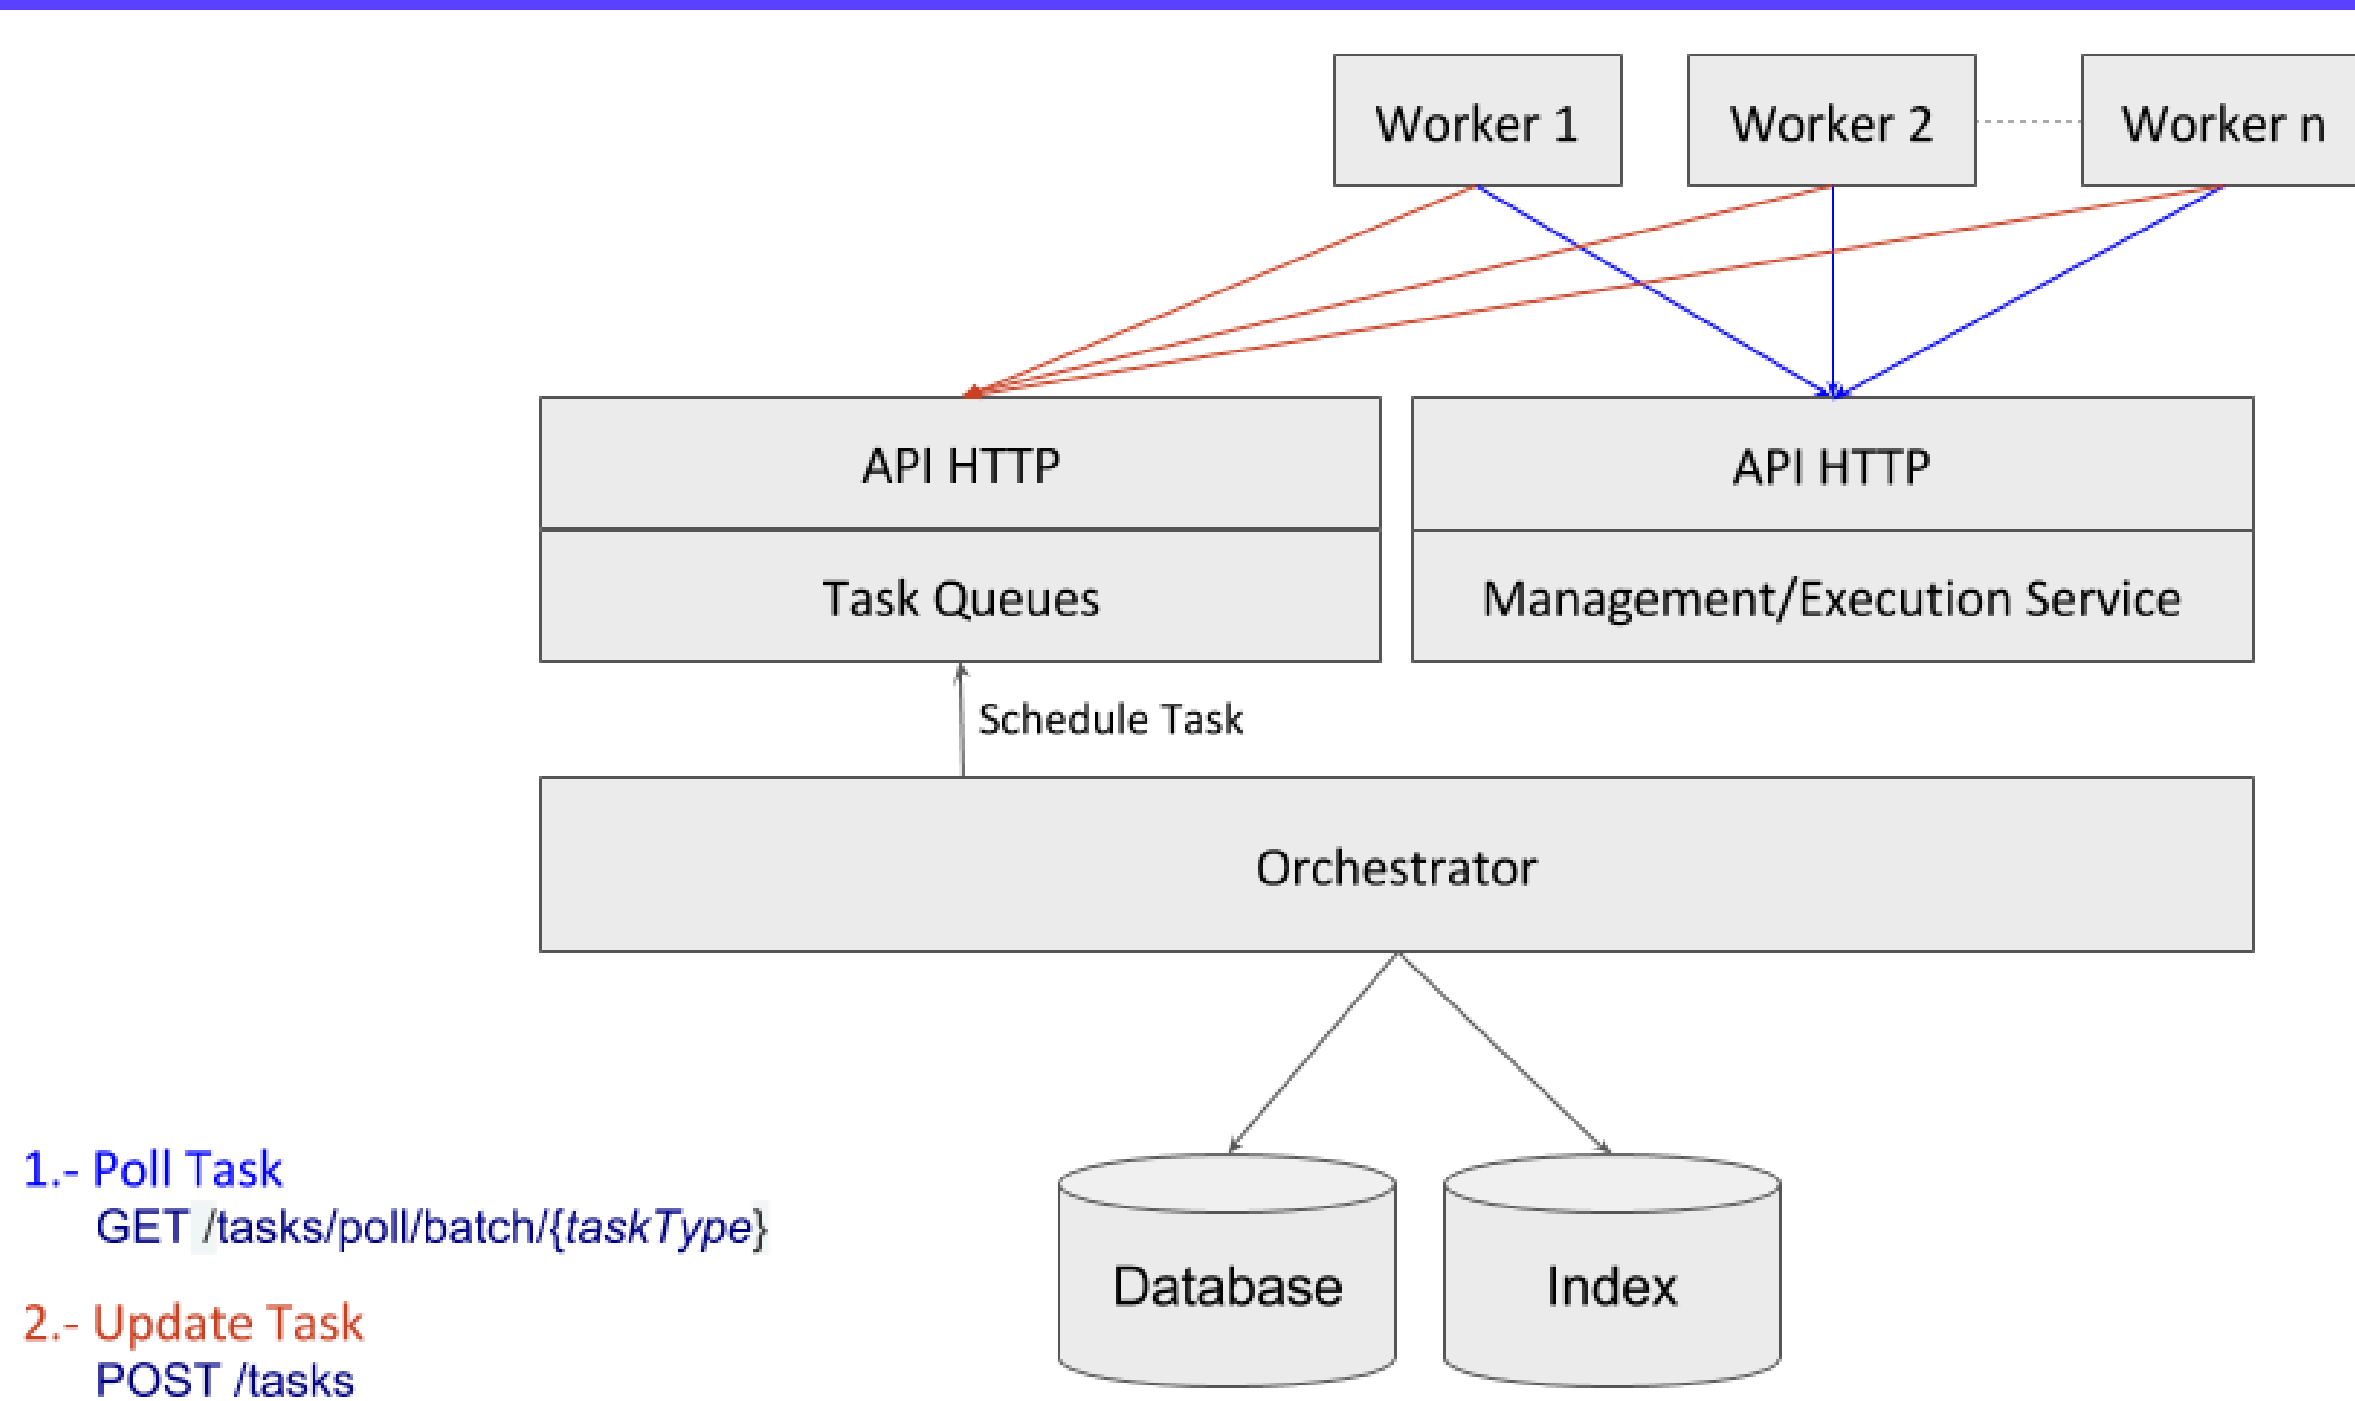 Worker 1
Worker 2
Worker n
API HTTP
API HTTP
Task Queues
Management/Execution Service
Schedule Task
Orchestrator
Database
Index
1.- Poll Task
GET /tasks/poll/batch/{taskType}
2.- Update Task
POST /tasks